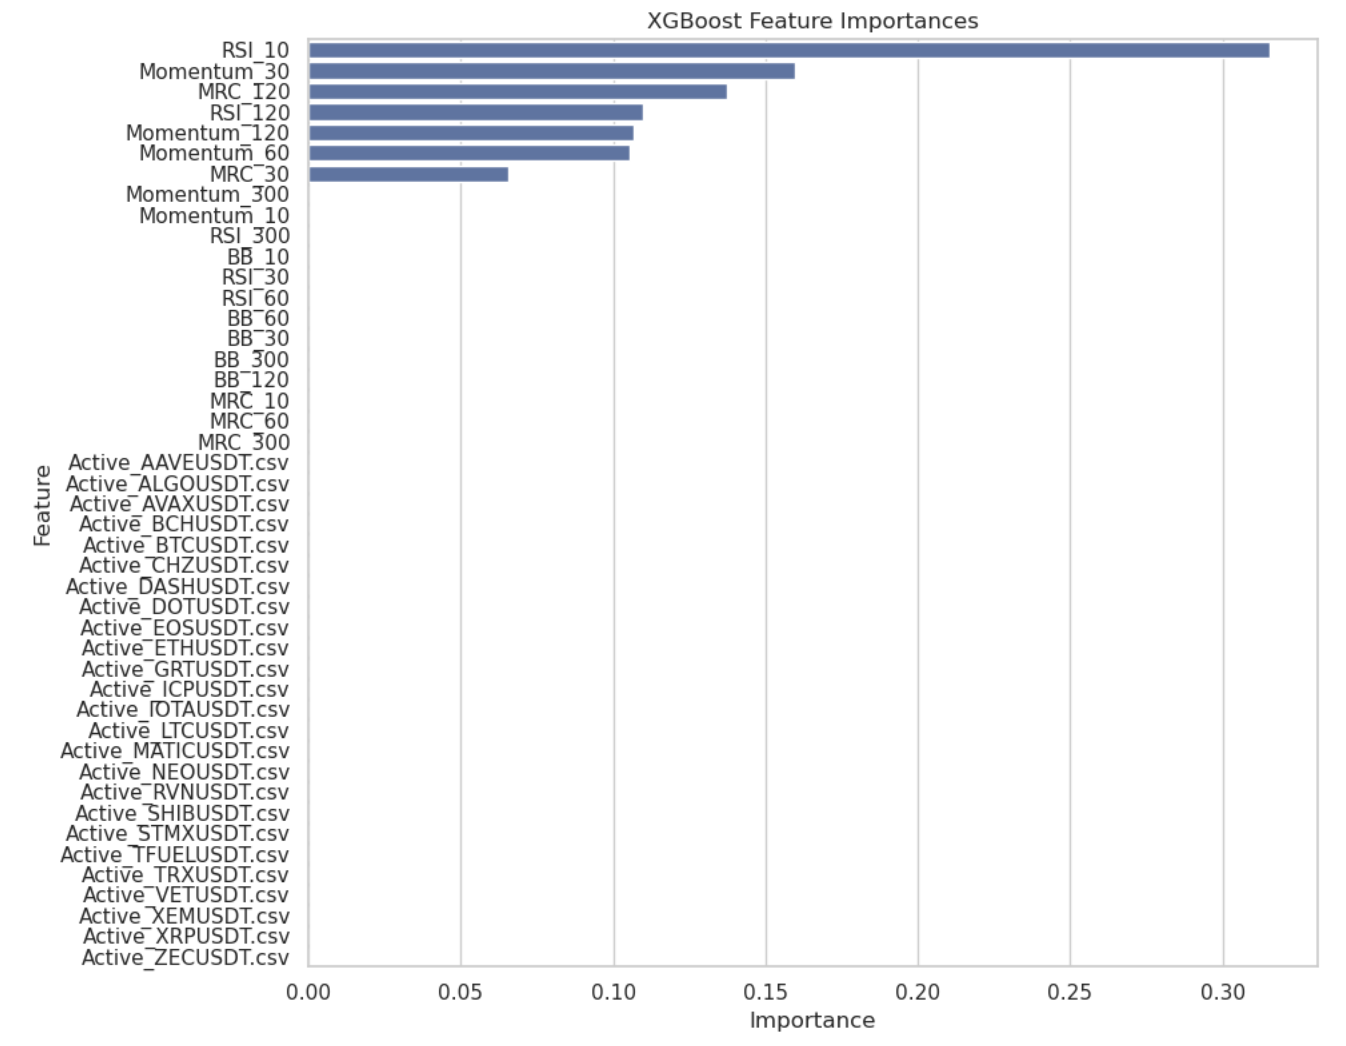 XGBoost Feature Importances
RSI_10
Momentum_30
MRC_120
RSI_120
Momentum_120
Momentum_60
MRC_30
Momentum_300
Momentum_10
RSI_300
BB_10
RSI_30
RSI_60
BB_60
BB_30
BB_300
BB_120
MRC_10
MRC_60
MRC_300
Active_AAVEUSDT.csv
Active_ALGOUSDT.csv
Active_AVAXUSDT.csv
Active_BCHUSDT.csv
Active_BTCUSDT.csv
Active_CHZUSDT.csv
Active_DASHUSDT.csv
Active_DOTUSDT.csv
Active_EOSUSDT.csv
Active_ETHUSDT.csv
Active_GRTUSDT.csv
Active_ICPUSDT.csv
Active_IOTAUSDT.csv
Active_LTCUSDT.csv
Active_MATICUSDT.csv
Active_NEOUSDT.csv
Active_RVNUSDT.csv
Active_SHIBUSDT.csv
Active_STMXUSDT.csv
Active_TFUELUSDT.csv
Active_TRXUSDT.csv
Active_VETUSDT.csv
Active_XEMUSDT.csv
Active_XRPUSDT.csv
Active_ZECUSDT.csv
Feature
0.00 0.05 0.10 0.15 0.20 0.25 0.30
Importance